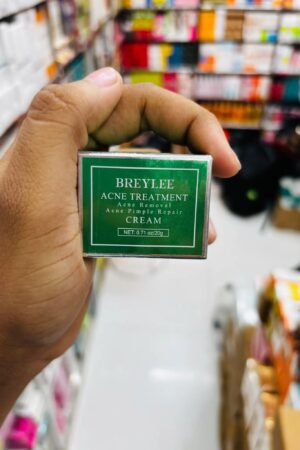 BREYLEE
ACNE TREATMENT
Acne Removal
Acne Pimple Repair
CREAM
NET: 0.71 oz/20g